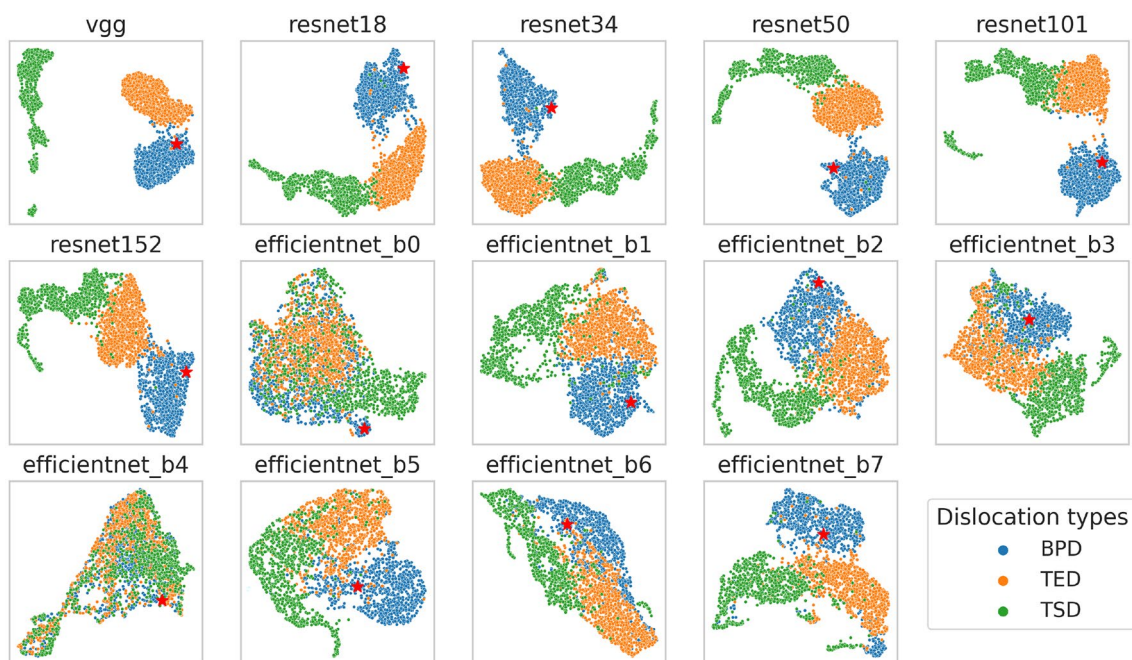 vgg
resnet18
resnet34
resnet50
resnet101
resnet152
efficientnet_b0
efficientnet_b1
efficientnet_b2
efficientnet_b3
efficientnet_b4
efficientnet_b5
efficientnet_b6
efficientnet_b7
Dislocation types
BPD
TED
TSD